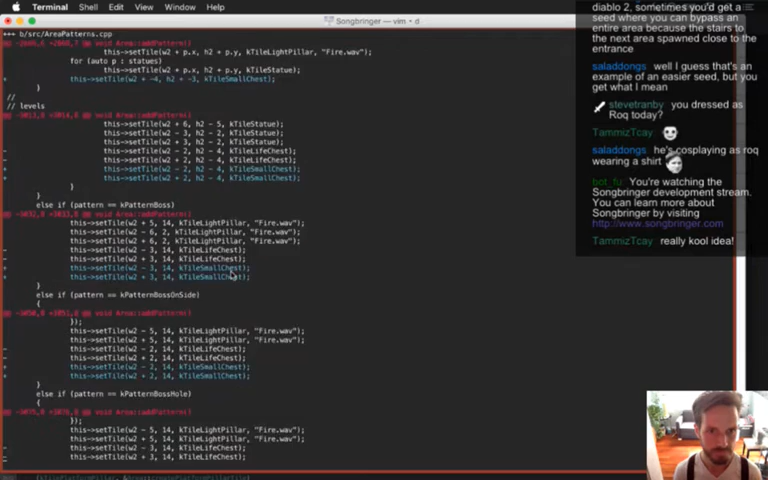 Terminal Shell Edit View Window Help
Songbringer — vim • d
+++ b/src/AreaPatterns.cpp
this->setTile(w2 + p.x, h2 + p.y, kTileLightPillar, "Fire.wav");
for (auto p : statues)
this->setTile(w2 + p.x, h2 + p.y, kTileStatue);
+ this->setTile(w2 + -4, h2 + -3, kTileSmallChest);
}
//
// levels
this->setTile(w2 + 6, h2 - 5, kTileStatue);
this->setTile(w2 - 3, h2 - 2, kTileStatue);
this->setTile(w2 + 3, h2 - 2, kTileStatue);
- this->setTile(w2 - 2, h2 - 4, kTileLifeChest);
- this->setTile(w2 + 2, h2 - 4, kTileLifeChest);
+ this->setTile(w2 - 2, h2 - 4, kTileSmallChest);
+ this->setTile(w2 + 2, h2 - 4, kTileSmallChest);
}
else if (pattern == kPatternBoss)
this->setTile(w2 + 5, 14, kTileLightPillar, "Fire.wav");
this->setTile(w2 - 6, 2, kTileLightPillar, "Fire.wav");
this->setTile(w2 + 6, 2, kTileLightPillar, "Fire.wav");
- this->setTile(w2 - 3, 14, kTileLifeChest);
- this->setTile(w2 + 3, 14, kTileLifeChest);
+ this->setTile(w2 - 3, 14, kTileSmallChest);
+ this->setTile(w2 + 3, 14, kTileSmallChest);
}
else if (pattern == kPatternBossOnSide)
{
});
this->setTile(w2 - 5, 14, kTileLightPillar, "Fire.wav");
this->setTile(w2 + 5, 14, kTileLightPillar, "Fire.wav");
- this->setTile(w2 - 2, 14, kTileLifeChest);
- this->setTile(w2 + 2, 14, kTileLifeChest);
+ this->setTile(w2 - 2, 14, kTileSmallChest);
+ this->setTile(w2 + 2, 14, kTileSmallChest);
}
else if (pattern == kPatternBossHole)
{
});
this->setTile(w2 - 5, 14, kTileLightPillar, "Fire.wav");
this->setTile(w2 + 5, 14, kTileLightPillar, "Fire.wav");
- this->setTile(w2 - 3, 14, kTileLifeChest);
- this->setTile(w2 + 3, 14, kTileLifeChest);
diablo 2, sometimes you'd get a
seed where you can bypass an
entire area because the stairs to
the next area spawned close to the
entrance
saladdongs well I guess that's an
example of an easier seed, but you
get what I mean
stevetranby you dressed as
Roq today?
TammizTcay
saladdongs he's cosplaying as roq
wearing a shirt
bot_fu You're watching the
Songbringer development stream.
You can learn more about
Songbringer by visiting
http://www.songbringer.com
TammizTcay really kool idea!